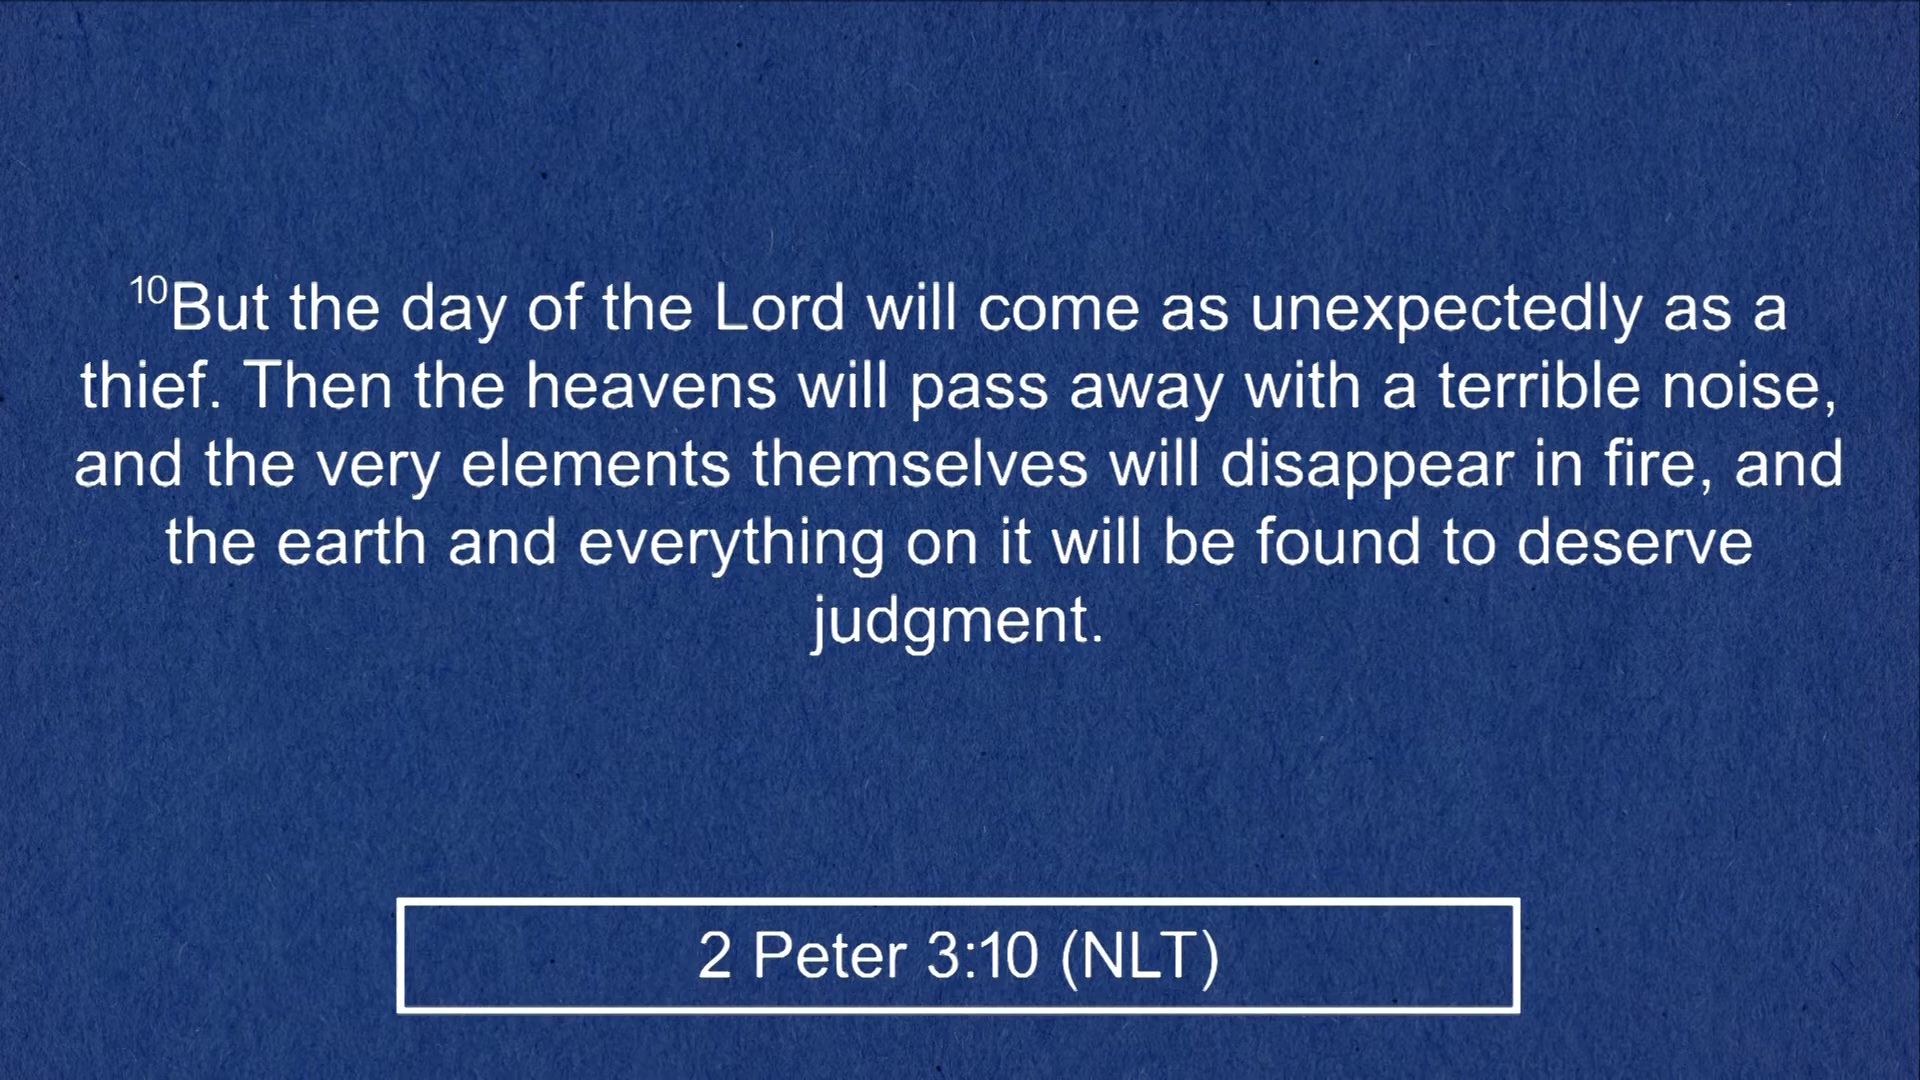 10But the day of the Lord will come as unexpectedly as a
thief. Then the heavens will pass away with a terrible noise,
and the very elements themselves will disappear in fire, and
the earth and everything on it will be found to deserve
judgment.
2 Peter 3:10 (NLT)